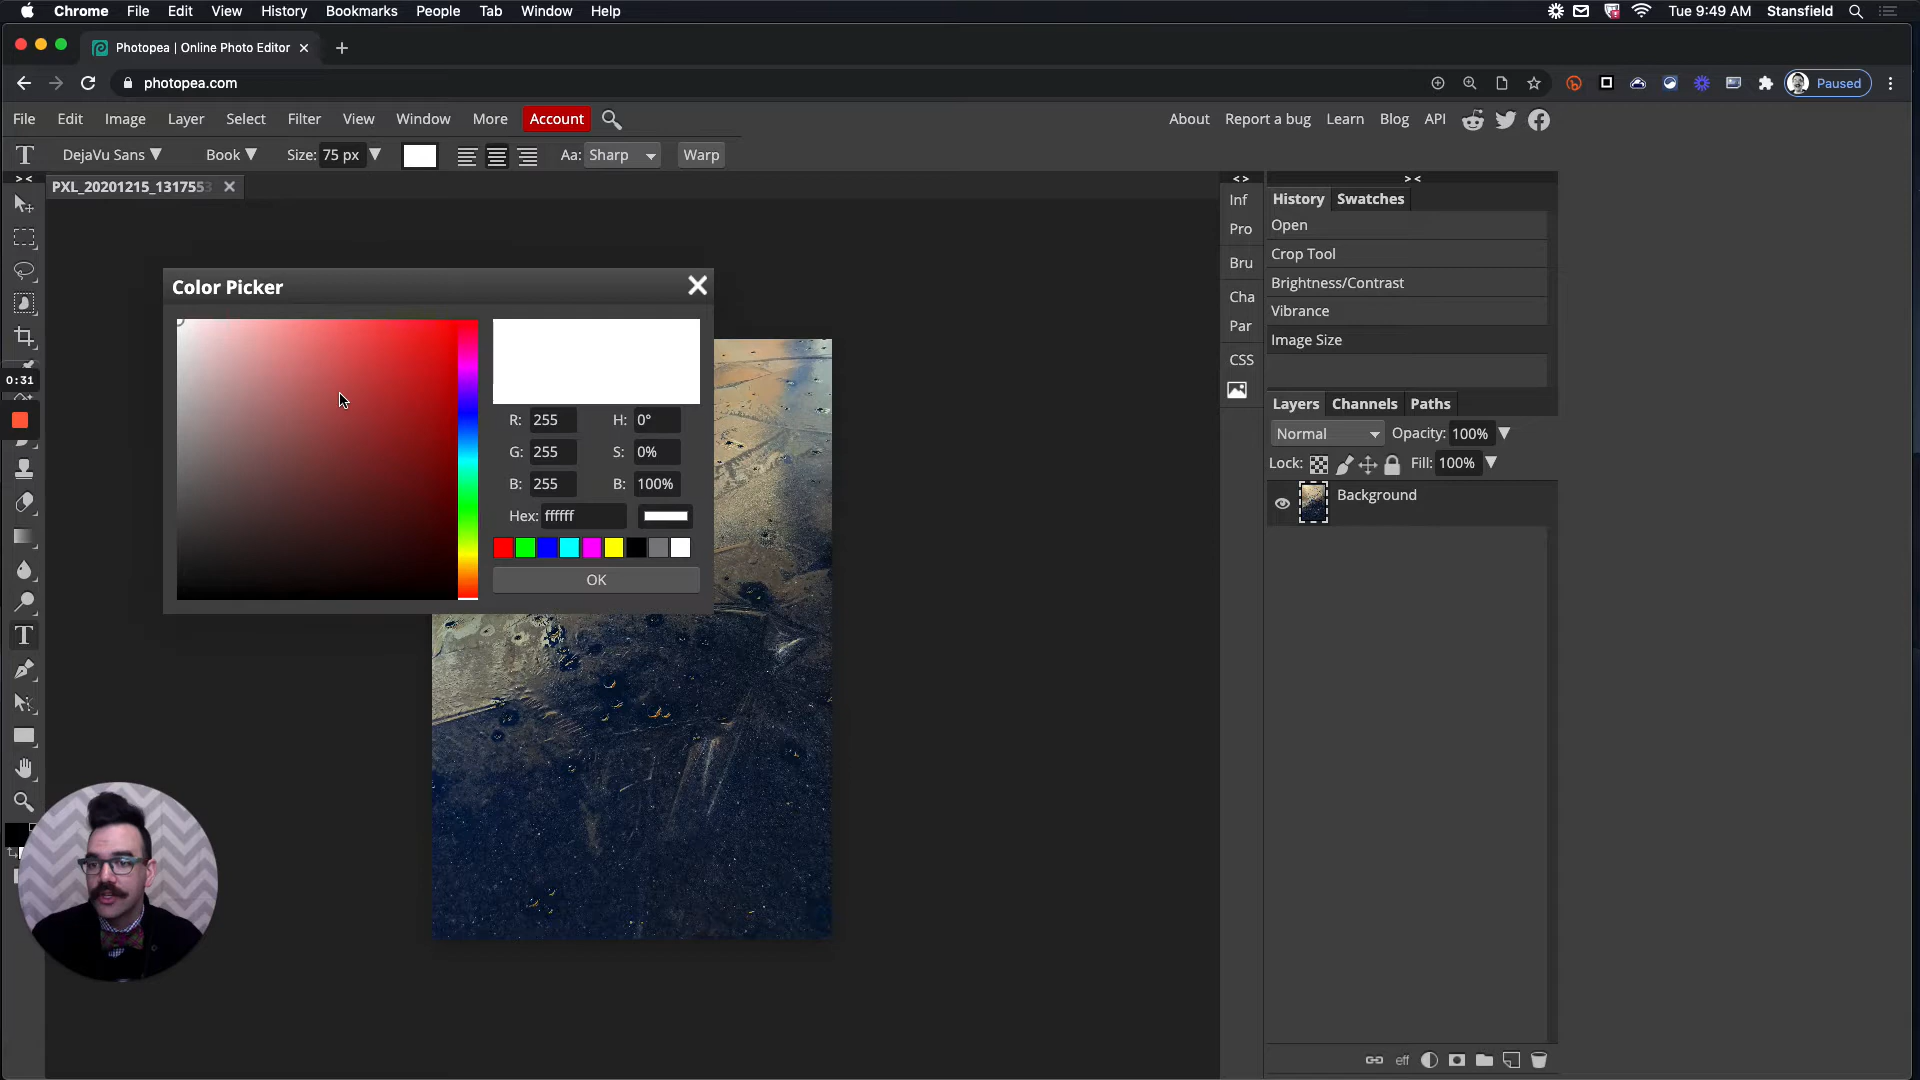 Chrome File Edit View History Bookmarks People Tab Window Help Tue 9:49 AM Stansfield
Photopea | Online Photo Editor
photopea.com Paused
File Edit Image Layer Select Filter View Window More Account About Report a bug Learn Blog API
T DejaVu Sans Book Size: 75 px Aa: Sharp Warp
> < < > > <
PXL_20201215_1317553
Inf History Swatches
Pro Open
Bru Crop Tool
Cha Brightness/Contrast
Par Vibrance
CSS Image Size
Color Picker
0:31
R: 255 H: 0°
G: 255 S: 0%
B: 255 B: 100%
Hex: ffffff
OK
Layers Channels Paths
Normal Opacity: 100%
Lock: Fill: 100%
Background
T
eff